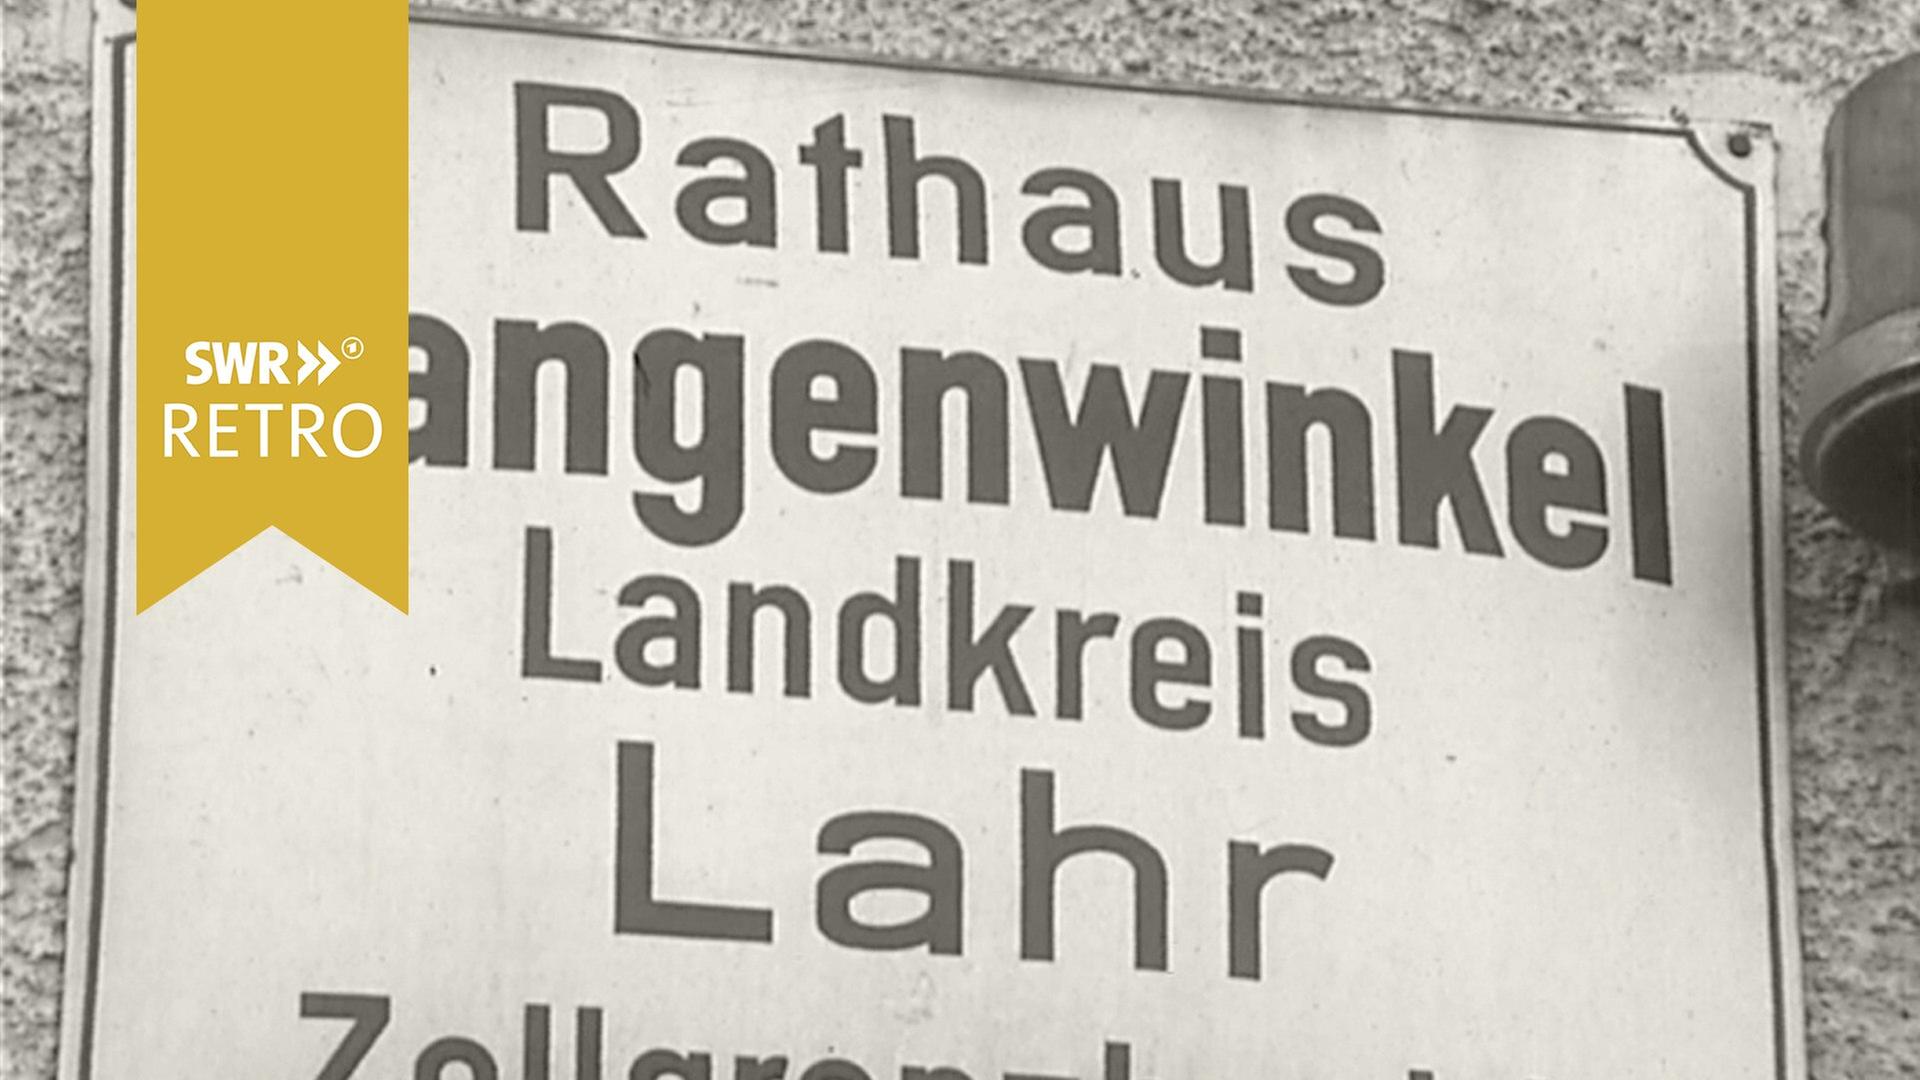 Rathaus
SWR»
RETRO
angenwinkel
Landkreis
Lahr